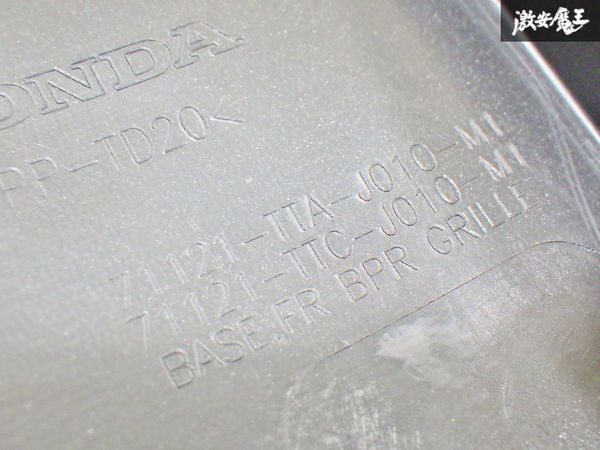 激安魔王
ONDA
PP-TD20<
71121-TTA-J010-M1
71121-TTC-J010-M1
BASE,FR BPR GRILLE